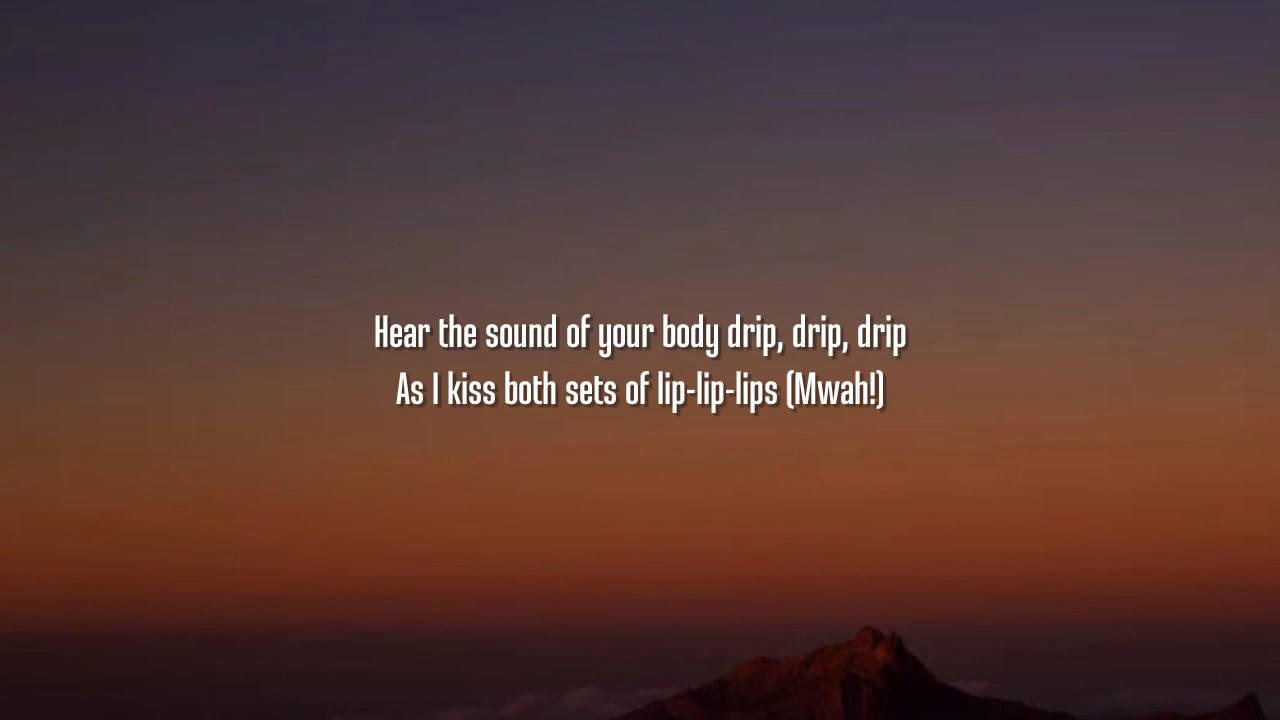 Hear the sound of your body drip, drip, drip
As I kiss both sets of lip-lip-lips (Mwah!)